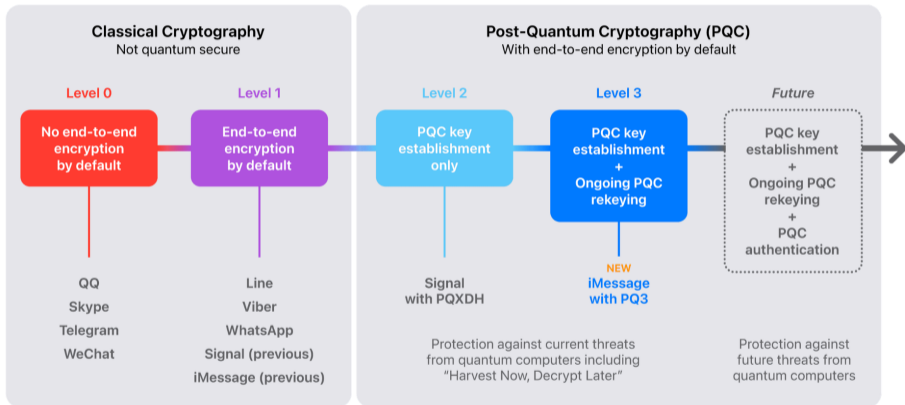 Classical Cryptography
Not quantum secure
Post-Quantum Cryptography (PQC)
With end-to-end encryption by default
Level 0
No end-to-end
encryption
by default
QQ
Skype
Telegram
WeChat
Level 1
End-to-end
encryption
by default
Line
Viber
WhatsApp
Signal (previous)
iMessage (previous)
Level 2
PQC key
establishment
only
Signal
with PQXDH
Level 3
PQC key
establishment
+
Ongoing PQC
rekeying
NEW
iMessage
with PQ3
Protection against current threats
from quantum computers including
“Harvest Now, Decrypt Later”
Future
PQC key
establishment
+
Ongoing PQC
rekeying
+
PQC
authentication
Protection against
future threats from
quantum computers